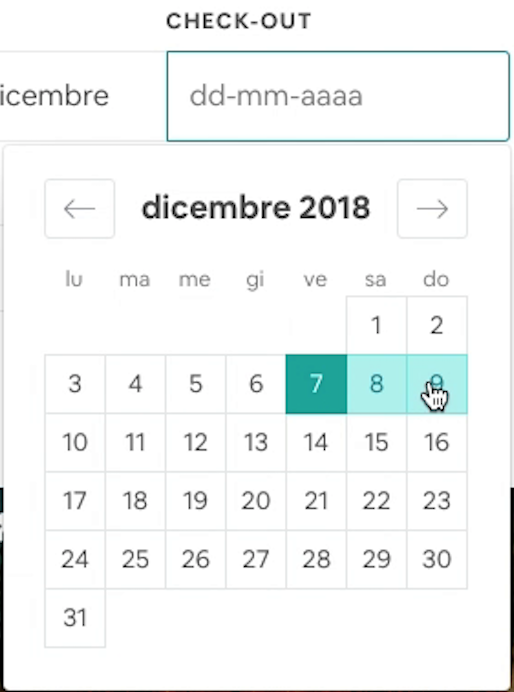 CHECK-OUT
icembre
dd-mm-aaaa
dicembre 2018
lu ma me gi ve sa do
1 2
3 4 5 6 7 8 9
10 11 12 13 14 15 16
17 18 19 20 21 22 23
24 25 26 27 28 29 30
31